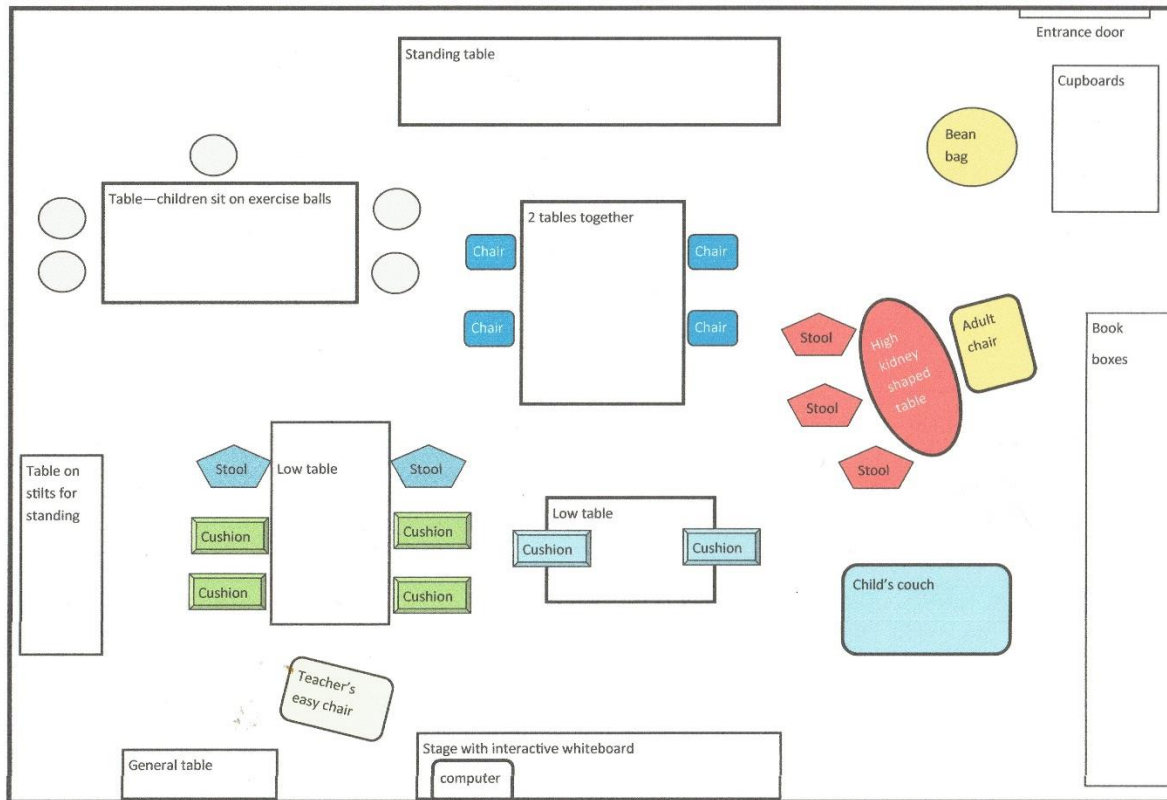 Entrance door
Standing table
Cupboards
Bean
bag
Table—children sit on exercise balls
2 tables together
Chair
Chair
Chair
Chair
Stool
Stool
Stool
High
kidney
shaped
table
Adult
chair
Book
boxes
Table on
stilts for
standing
Stool
Low table
Stool
Cushion
Cushion
Cushion
Cushion
Low table
Cushion
Cushion
Child's couch
Teacher's
easy chair
General table
Stage with interactive whiteboard
computer